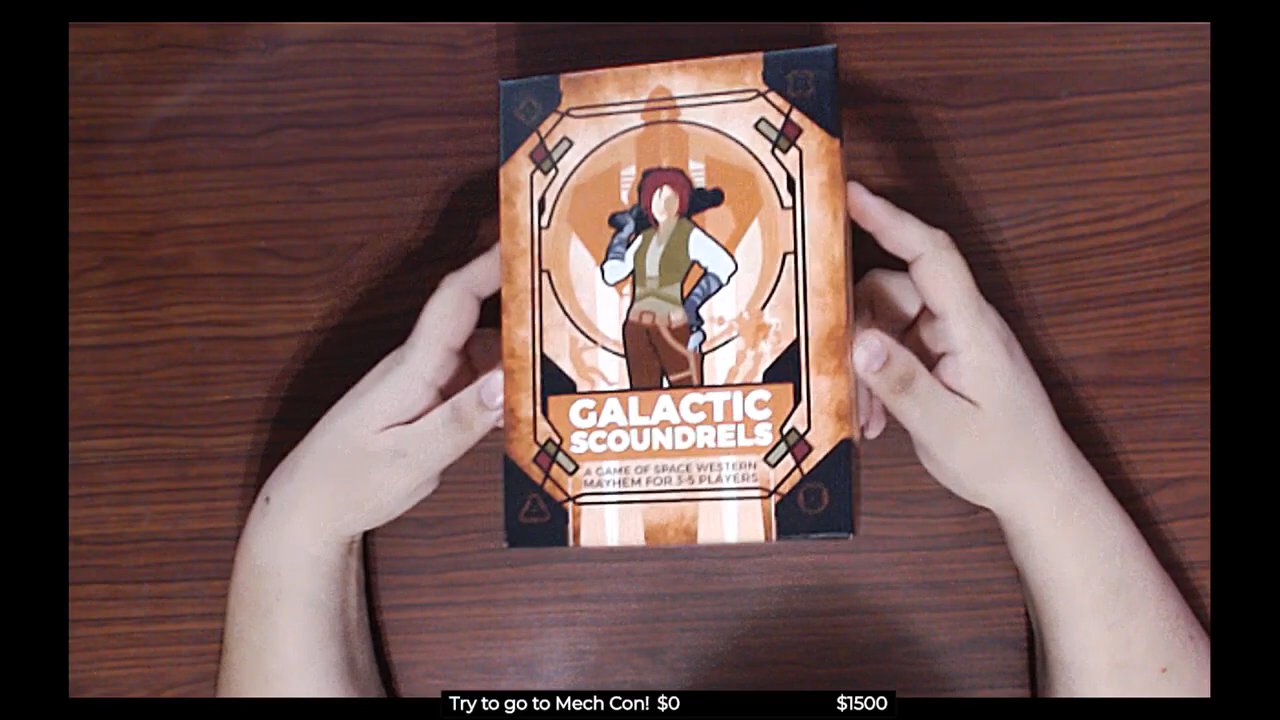 GALACTIC
SCOUNDRELS
A GAME OF SPACE WESTERN
MAYHEM FOR 3-5 PLAYERS
Try to go to Mech Con! $0 $1500